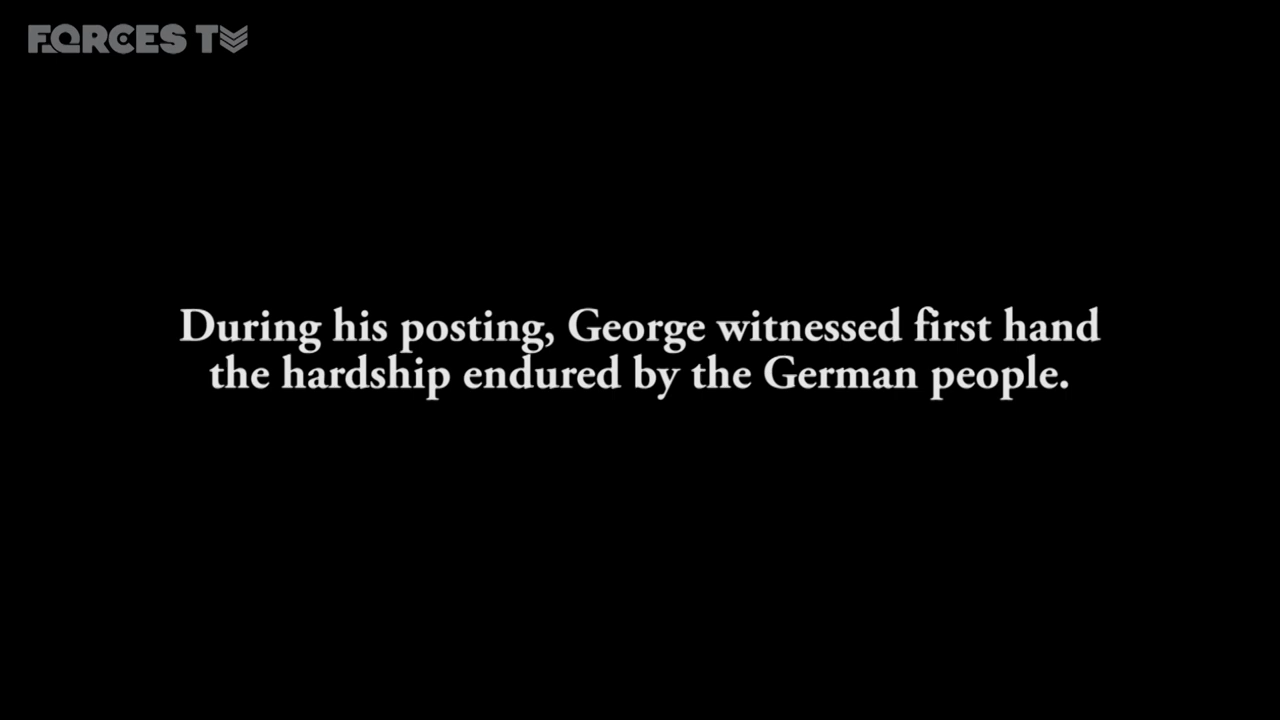 FORCES TV
During his posting, George witnessed first hand
the hardship endured by the German people.